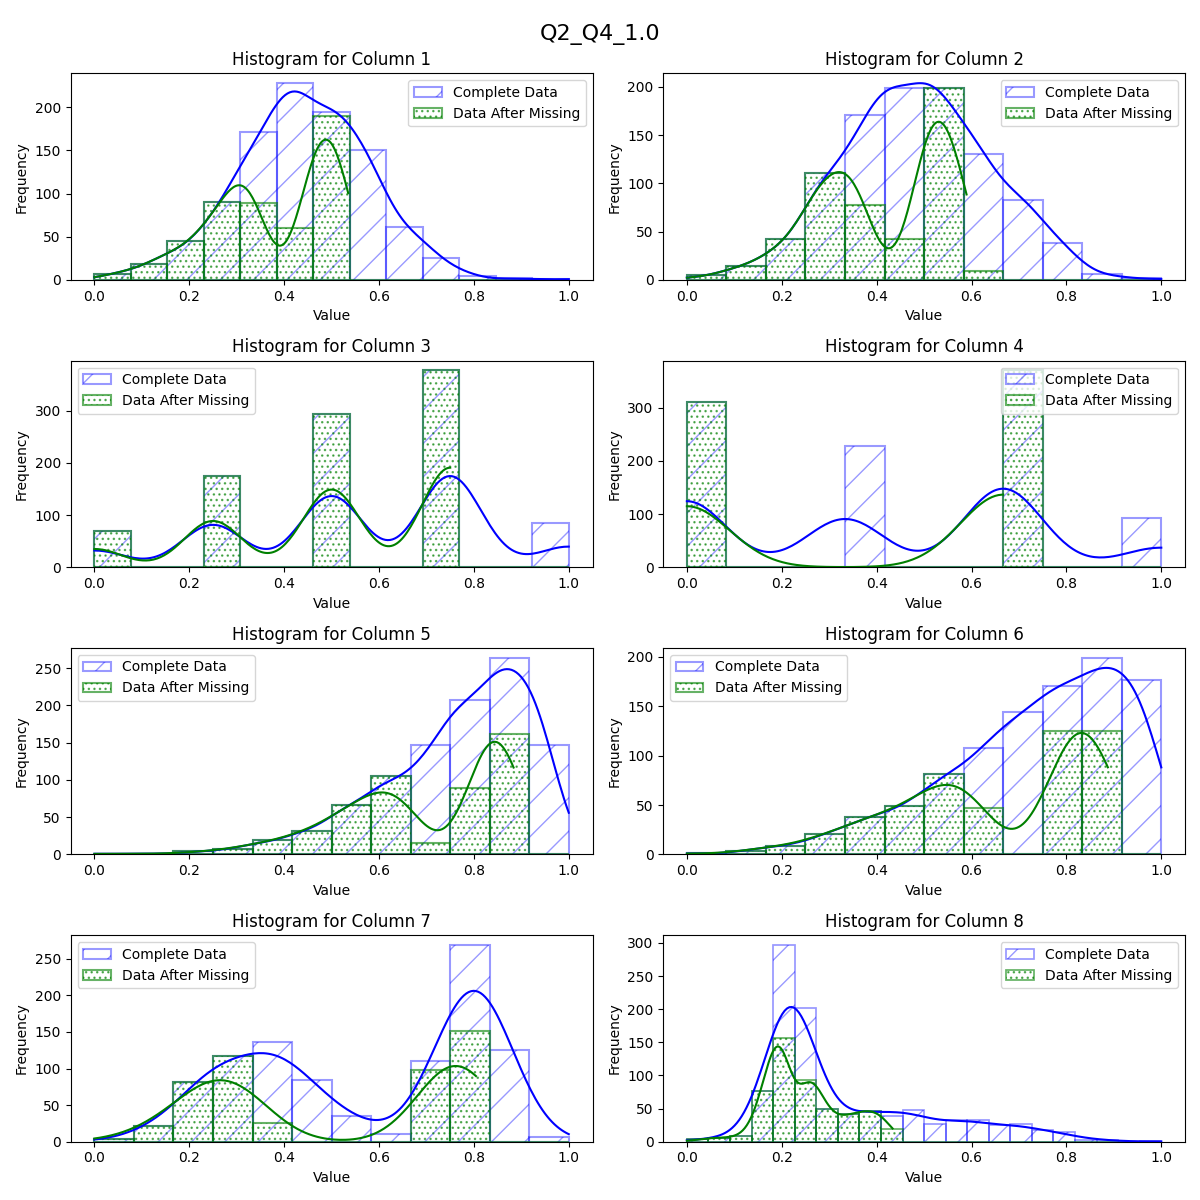 Q2_Q4_1.0
Histogram for Column 1
Complete Data
Data After Missing
Frequency
200
150
100
50
0
0.0 0.2 0.4 0.6 0.8 1.0
Value
Histogram for Column 2
Complete Data
Data After Missing
Frequency
200
150
100
50
0
0.0 0.2 0.4 0.6 0.8 1.0
Value
Histogram for Column 3
Complete Data
Data After Missing
Frequency
300
200
100
0
0.0 0.2 0.4 0.6 0.8 1.0
Value
Histogram for Column 4
Complete Data
Data After Missing
Frequency
300
200
100
0
0.0 0.2 0.4 0.6 0.8 1.0
Value
Histogram for Column 5
Complete Data
Data After Missing
Frequency
250
200
150
100
50
0
0.0 0.2 0.4 0.6 0.8 1.0
Value
Histogram for Column 6
Complete Data
Data After Missing
Frequency
200
150
100
50
0
0.0 0.2 0.4 0.6 0.8 1.0
Value
Histogram for Column 7
Complete Data
Data After Missing
Frequency
250
200
150
100
50
0
0.0 0.2 0.4 0.6 0.8 1.0
Value
Histogram for Column 8
Complete Data
Data After Missing
Frequency
300
250
200
150
100
50
0
0.0 0.2 0.4 0.6 0.8 1.0
Value